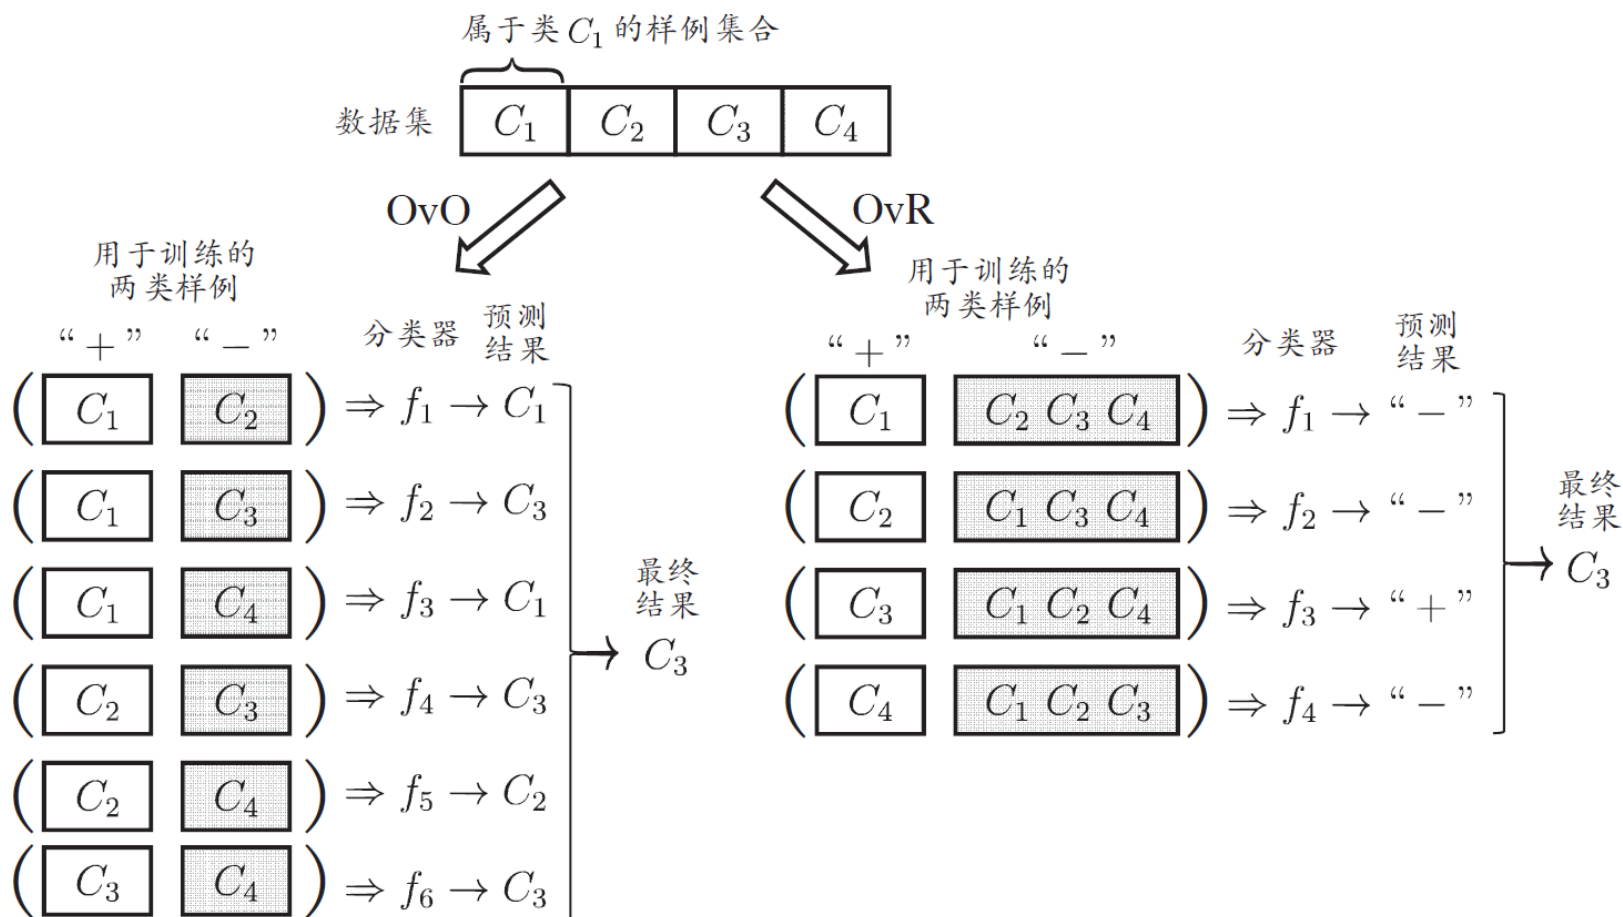 属于类 C₁ 的样例集合
数据集 C₁ C₂ C₃ C₄
OvO
用于训练的
两类样例
“+” “−” 分类器 预测结果
( C₁ C₂ ) ⇒ f₁ → C₁
( C₁ C₃ ) ⇒ f₂ → C₃
( C₁ C₄ ) ⇒ f₃ → C₁
( C₂ C₃ ) ⇒ f₄ → C₃
( C₂ C₄ ) ⇒ f₅ → C₂
( C₃ C₄ ) ⇒ f₆ → C₃
最终
结果
C₃
OvR
用于训练的
两类样例
“+” “−” 分类器 预测结果
( C₁ C₂ C₃ C₄ ) ⇒ f₁ → “−”
( C₂ C₁ C₃ C₄ ) ⇒ f₂ → “−”
( C₃ C₁ C₂ C₄ ) ⇒ f₃ → “+”
( C₄ C₁ C₂ C₃ ) ⇒ f₄ → “−”
最终
结果
C₃